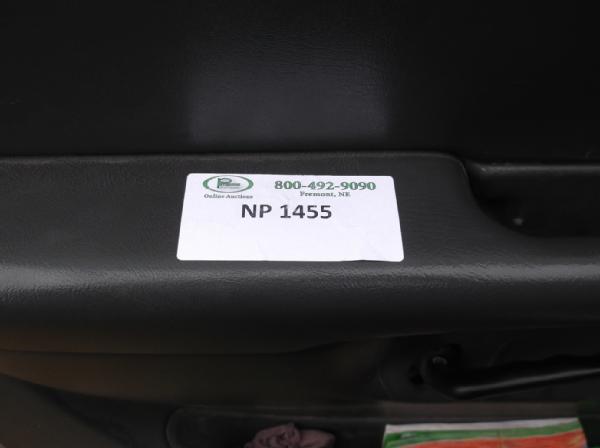 800-492-9090
Online Auctions Fremont, NE
NP 1455